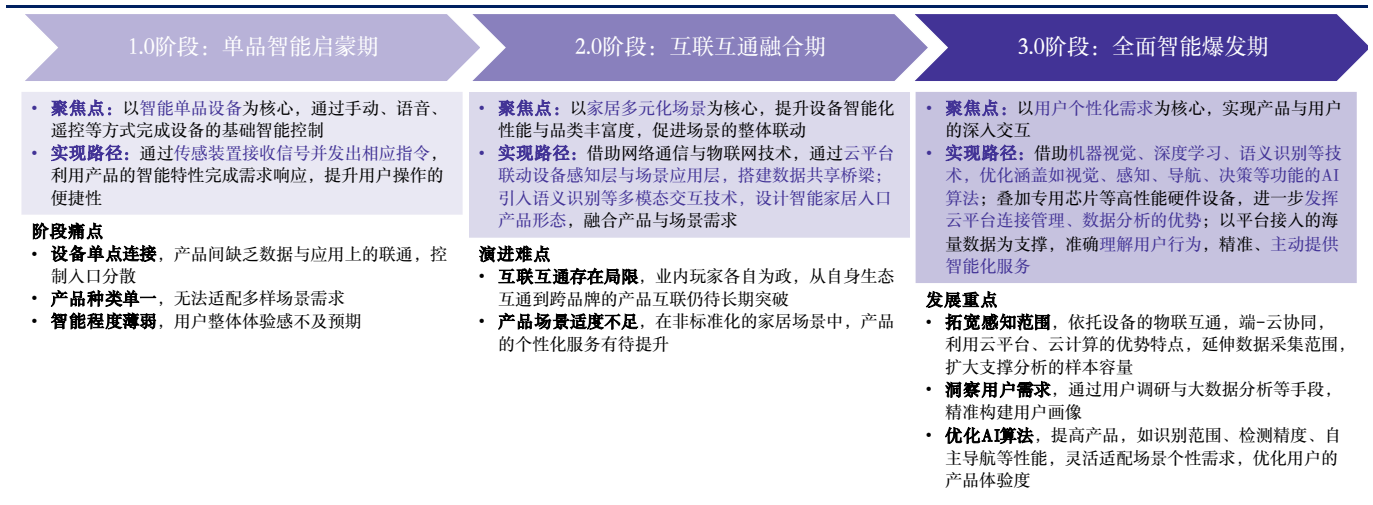 1.0阶段：单品智能启蒙期
• 聚焦点：以智能单品设备为核心，通过手动、语音、
遥控等方式完成设备的基础智能控制
• 实现路径：通过传感装置接收信号并发出相应指令，
利用产品的智能特性完成需求响应，提升用户操作的
便捷性
阶段痛点
• 设备单点连接，产品间缺乏数据与应用上的联通，控
制入口分散
• 产品种类单一，无法适配多样场景需求
• 智能程度薄弱，用户整体体验感不及预期
2.0阶段：互联互通融合期
• 聚焦点：以家居多元化场景为核心，提升设备智能化
性能与品类丰富度，促进场景的整体联动
• 实现路径：借助网络通信与物联网技术，通过云平台
联动设备感知层与场景应用层，搭建数据共享桥梁；
引入语义识别等多模态交互技术，设计智能家居入口
产品形态，融合产品与场景需求
演进难点
• 互联互通存在局限，业内玩家各自为政，从自身生态
互通到跨品牌的产品互联仍待长期突破
• 产品场景适度不足，在非标准化的家居场景中，产品
的个性化服务有待提升
3.0阶段：全面智能爆发期
• 聚焦点：以用户个性化需求为核心，实现产品与用户
的深入交互
• 实现路径：借助机器视觉、深度学习、语义识别等技
术，优化涵盖如视觉、感知、导航、决策等功能的AI
算法；叠加专用芯片等高性能硬件设备，进一步发挥
云平台连接管理、数据分析的优势；以平台接入的海
量数据为支撑，准确理解用户行为，精准、主动提供
智能化服务
发展重点
• 拓宽感知范围，依托设备的物联互通，端-云协同，
利用云平台、云计算的优势特点，延伸数据采集范围，
扩大支撑分析的样本容量
• 洞察用户需求，通过用户调研与大数据分析等手段，
精准构建用户画像
• 优化AI算法，提高产品，如识别范围、检测精度、自
主导航等性能，灵活适配场景个性需求，优化用户的
产品体验度